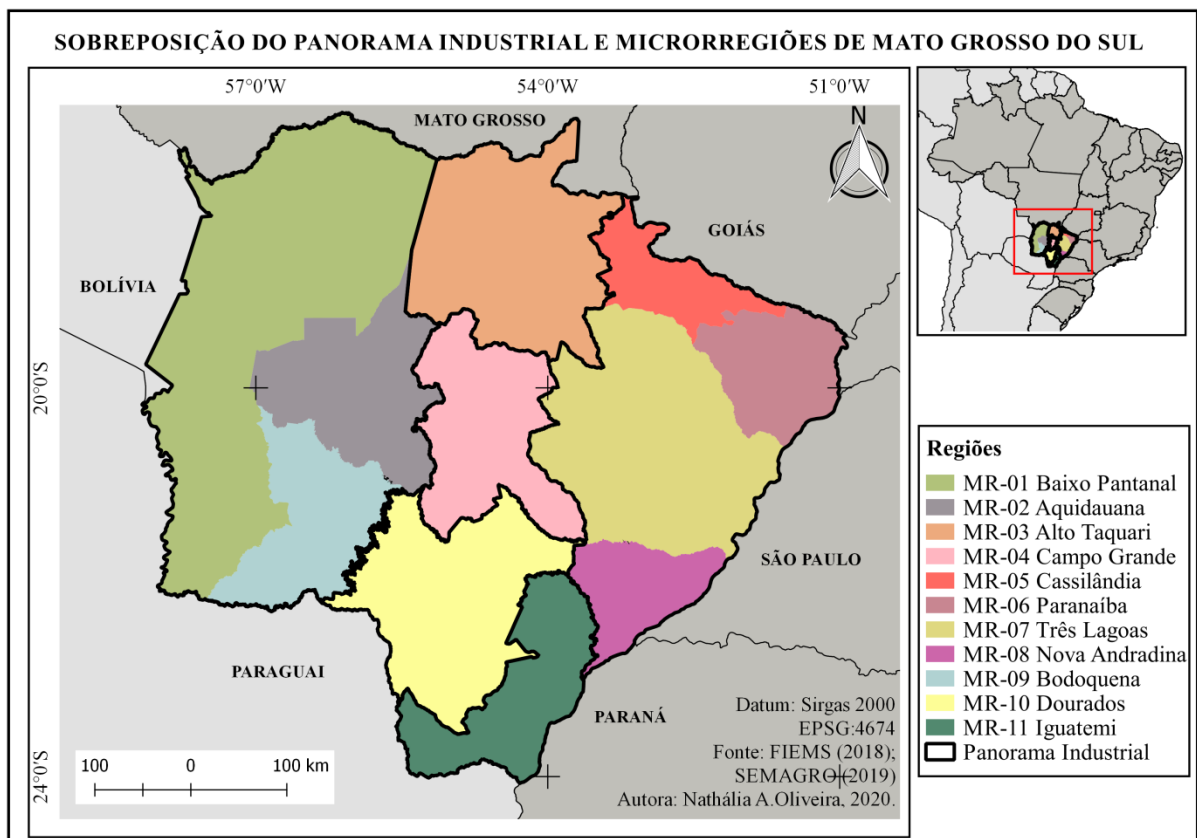 SOBREPOSIÇÃO DO PANORAMA INDUSTRIAL E MICRORREGIÕES DE MATO GROSSO DO SUL
57°0'W
54°0'W
51°0'W
MATO GROSSO
N
GOIÁS
BOLÍVIA
20°0'S
SÃO PAULO
PARAGUAI
PARANÁ
24°0'S
100
0
100 km
Datum: Sirgas 2000
EPSG:4674
Fonte: FIEMS (2018);
SEMAGRO (2019)
Autora: Nathália A.Oliveira, 2020.
Regiões
MR-01 Baixo Pantanal
MR-02 Aquidauana
MR-03 Alto Taquari
MR-04 Campo Grande
MR-05 Cassilândia
MR-06 Paranaíba
MR-07 Três Lagoas
MR-08 Nova Andradina
MR-09 Bodoquena
MR-10 Dourados
MR-11 Iguatemi
Panorama Industrial